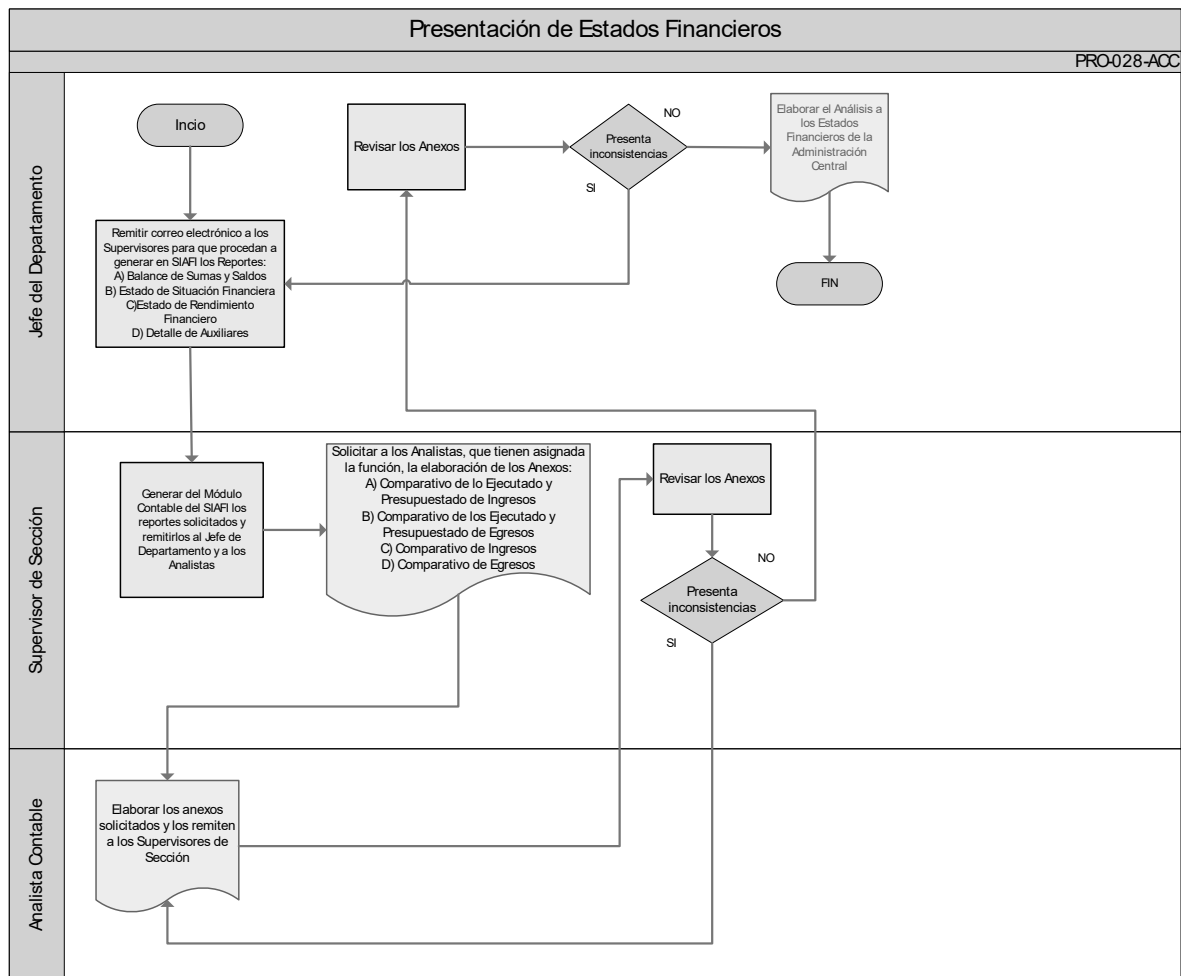 Presentación de Estados Financieros
PRO-028-ACC
Jefe del Departamento
Incio
Remitir correo electrónico a los
Supervisores para que procedan a
generar en SIAFI los Reportes:
A) Balance de Sumas y Saldos
B) Estado de Situación Financiera
C)Estado de Rendimiento
Financiero
D) Detalle de Auxiliares
Revisar los Anexos
Presenta
inconsistencias
NO
SI
Elaborar el Análisis a
los Estados
Financieros de la
Administración
Central
FIN
Supervisor de Sección
Generar del Módulo
Contable del SIAFI los
reportes solicitados y
remitirlos al Jefe de
Departamento y a los
Analistas
Solicitar a los Analistas, que tienen asignada
la función, la elaboración de los Anexos:
A) Comparativo de lo Ejecutado y
Presupuestado de Ingresos
B) Comparativo de los Ejecutado y
Presupuestado de Egresos
C) Comparativo de Ingresos
D) Comparativo de Egresos
Revisar los Anexos
Presenta
inconsistencias
NO
SI
Analista Contable
Elaborar los anexos
solicitados y los remiten
a los Supervisores de
Sección